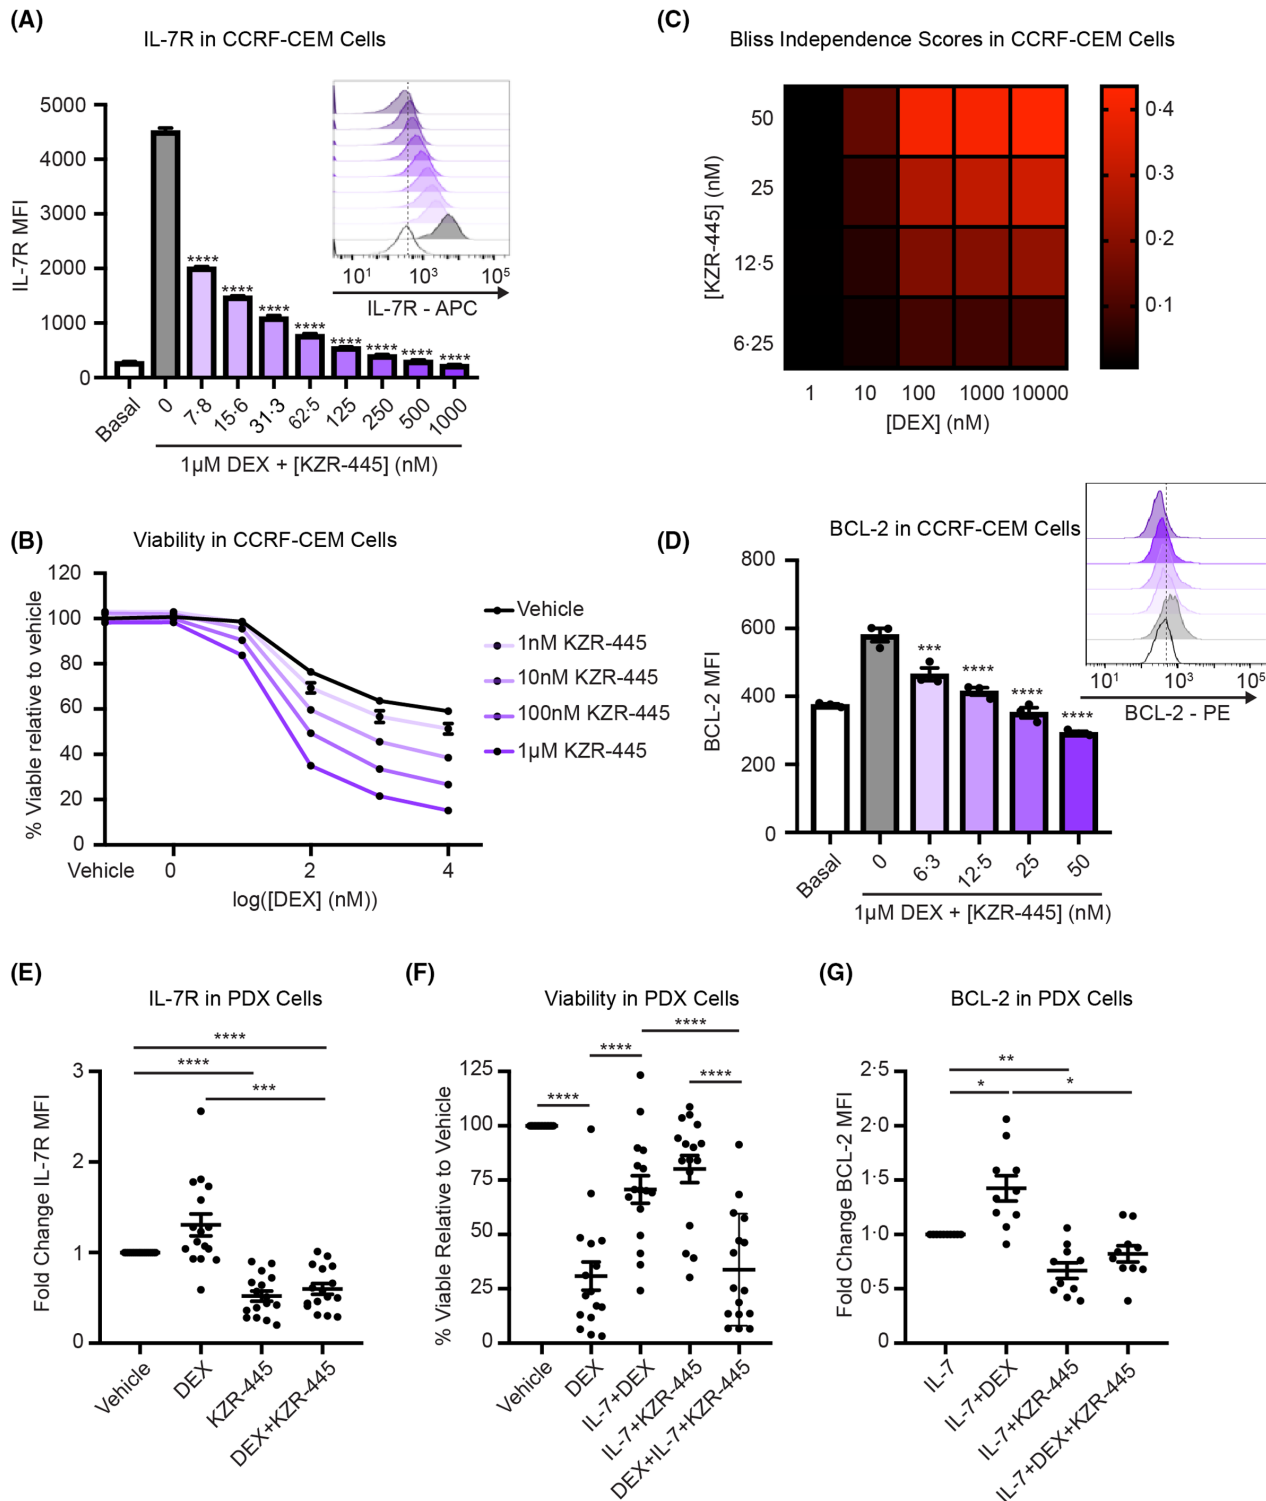 (A)
IL-7R in CCRF-CEM Cells
IL-7R MFI
5000
4000
3000
2000
1000
0
****
****
****
****
****
****
****
****
Basal
0
7·8
15·6
31·3
62·5
125
250
500
1000
1µM DEX + [KZR-445] (nM)
10¹ 10³ 10⁵
IL-7R - APC
(C)
Bliss Independence Scores in CCRF-CEM Cells
[KZR-445] (nM)
50
25
12·5
6·25
1 10 100 1000 10000
[DEX] (nM)
0·4
0·3
0·2
0·1
(B)
Viability in CCRF-CEM Cells
% Viable relative to vehicle
120
100
80
60
40
20
0
Vehicle 0 2 4
log([DEX] (nM))
Vehicle
1nM KZR-445
10nM KZR-445
100nM KZR-445
1µM KZR-445
(D)
BCL-2 in CCRF-CEM Cells
BCL-2 MFI
800
600
400
200
0
***
****
****
****
Basal
0
6·3
12·5
25
50
1µM DEX + [KZR-445] (nM)
10¹ 10³ 10⁵
BCL-2 - PE
(E)
IL-7R in PDX Cells
Fold Change IL-7R MFI
****
****
***
3
2
1
0
Vehicle
DEX
KZR-445
DEX+KZR-445
(F)
Viability in PDX Cells
% Viable Relative to Vehicle
****
****
****
****
125
100
75
50
25
0
Vehicle
DEX
IL-7+DEX
IL-7+KZR-445
DEX+IL-7+KZR-445
(G)
BCL-2 in PDX Cells
Fold Change BCL-2 MFI
**
*
*
2·5
2·0
1·5
1·0
0·5
0
IL-7
IL-7+DEX
IL-7+KZR-445
IL-7+DEX+KZR-445